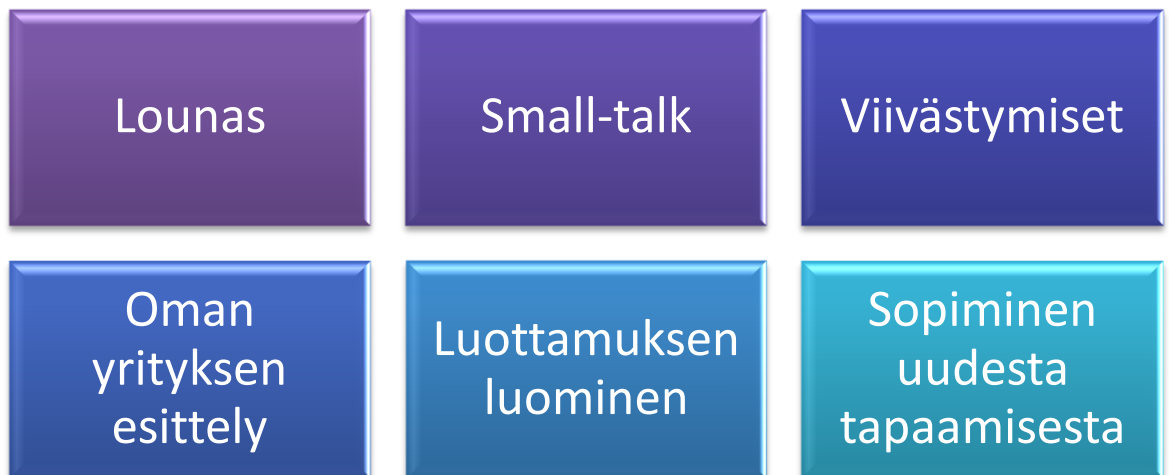 Lounas
Small-talk
Viivästymiset
Oman
yrityksen
esittely
Luottamuksen
luominen
Sopiminen
uudesta
tapaamisesta